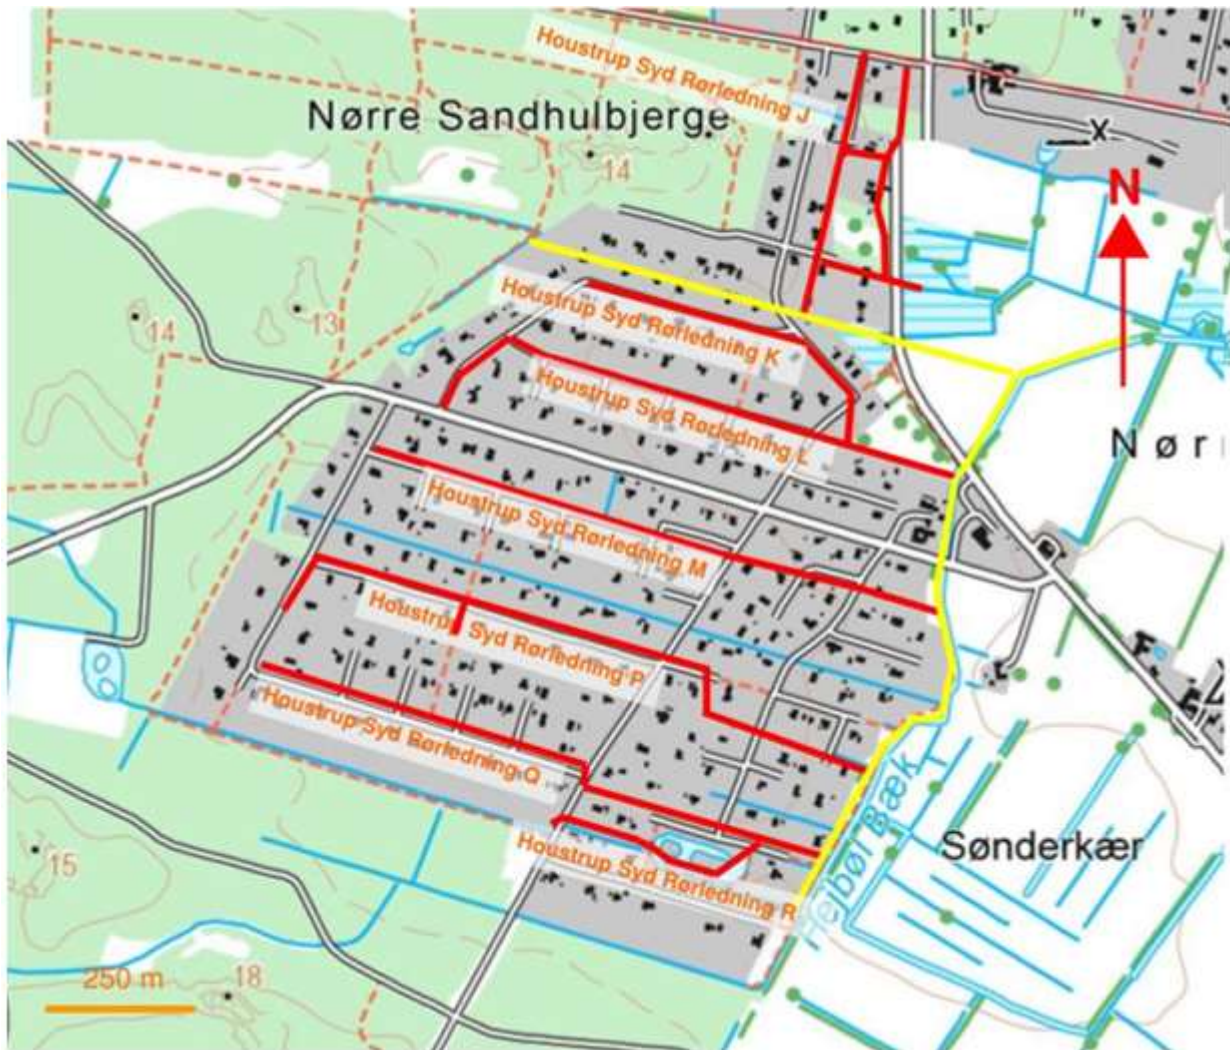 Houstrup Syd Rørledning J
Nørre Sandhulbjerge
x
14
N
Houstrup Syd Rørledning K
13
14
Houstrup Syd Rørledning L
Nør
Houstrup Syd Rørledning M
Houstrup Syd Rørledning P
Houstrup Syd Rørledning Q
Bæk
Sønderkær
15
Houstrup Syd Rørledning R
250 m
18